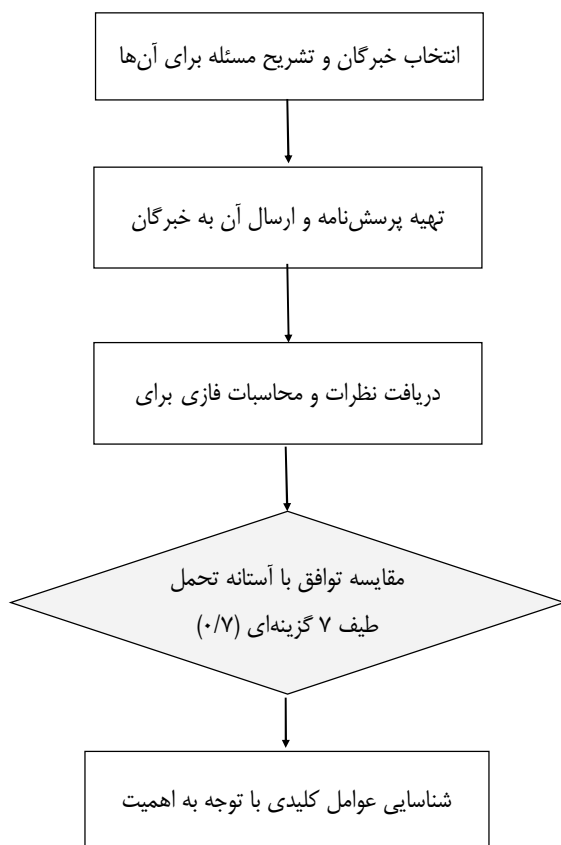 انتخاب خبرگان و تشریح مسئله برای آن‌ها
تهیه پرسش‌نامه و ارسال آن به خبرگان
دریافت نظرات و محاسبات فازی برای
مقایسه توافق با آستانه تحمل
طیف ۷ گزینه‌ای (۰/۷)
شناسایی عوامل کلیدی با توجه به اهمیت